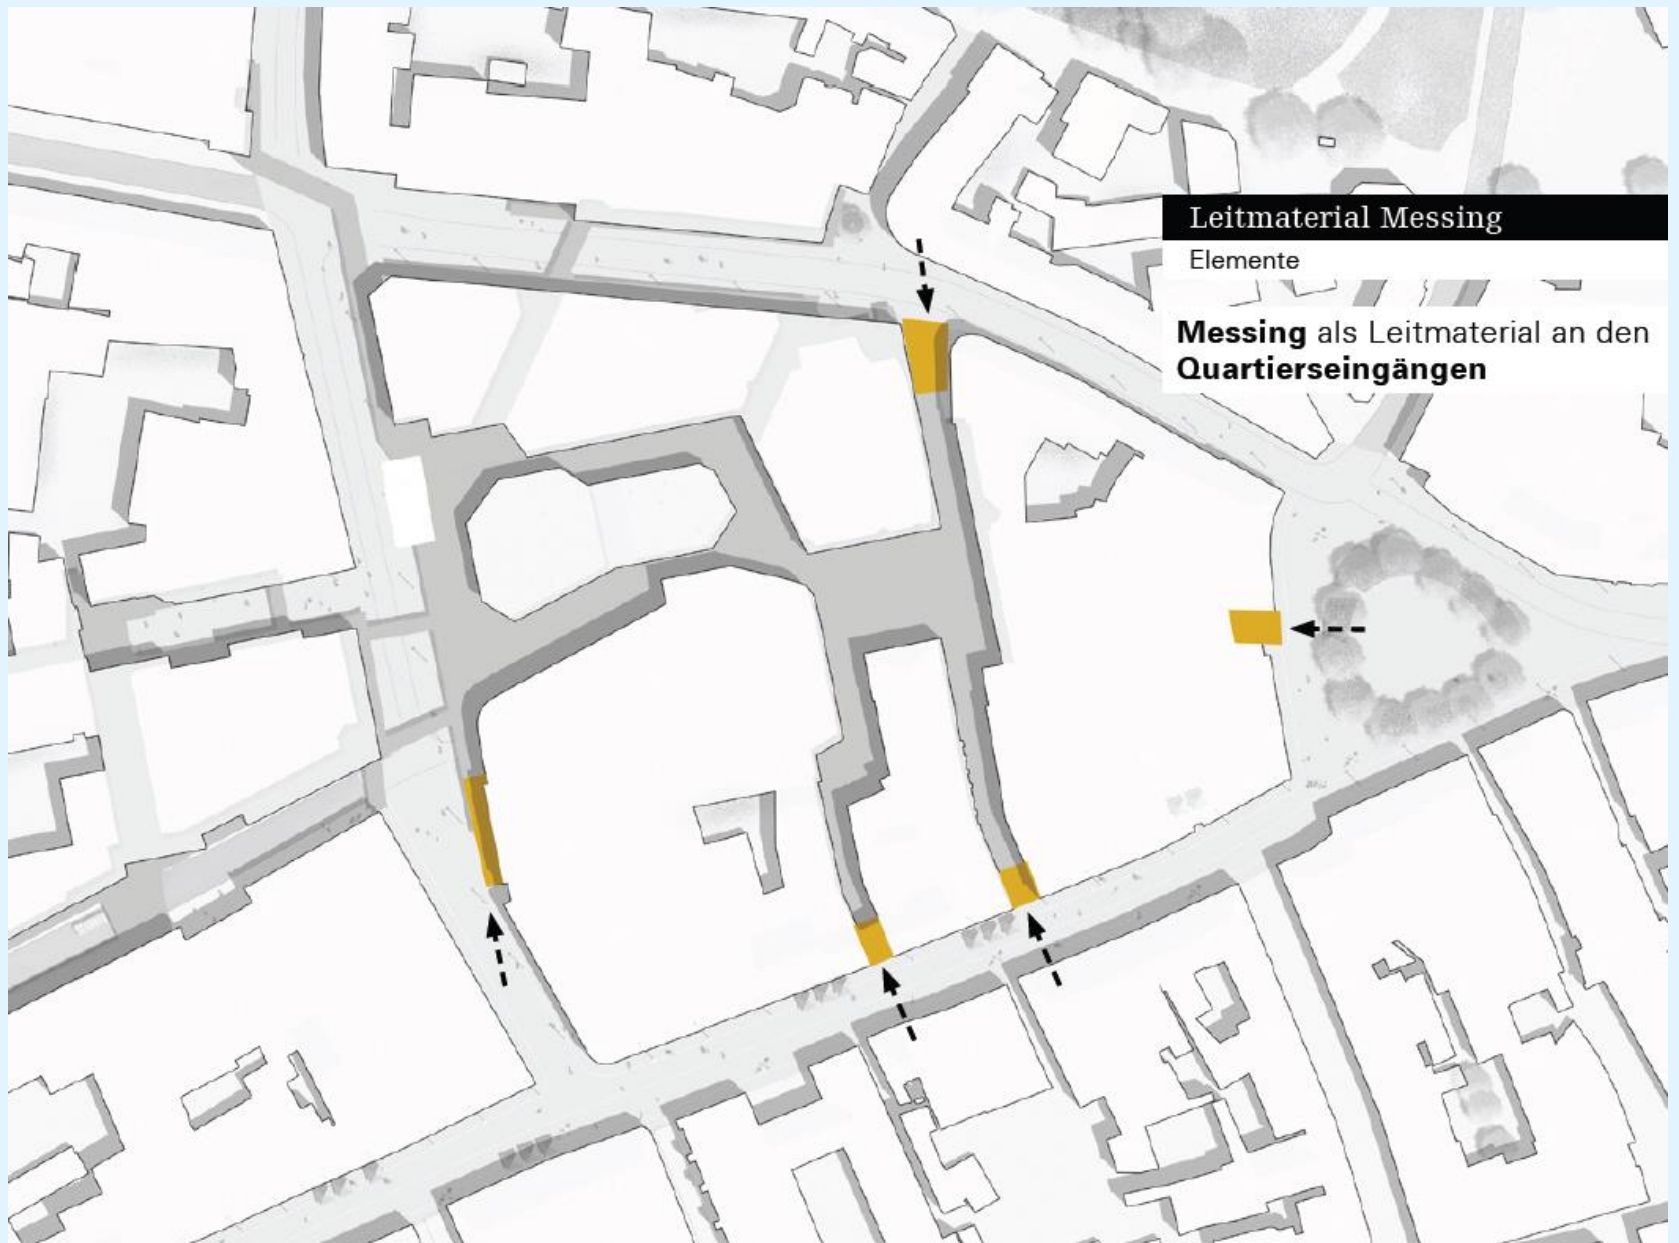 Leitmaterial Messing
Elemente
Messing als Leitmaterial an den
Quartierseingängen